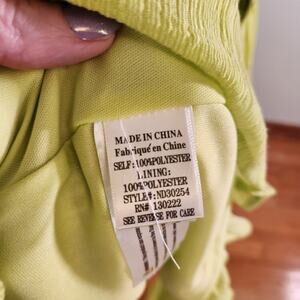 MADE IN CHINA
Fabriqué en Chine
SELF:100%POLYESTER
LINING:
100%POLYESTER
STYLE#:ND30254
RN# 130222
SEE REVERSE FOR CARE